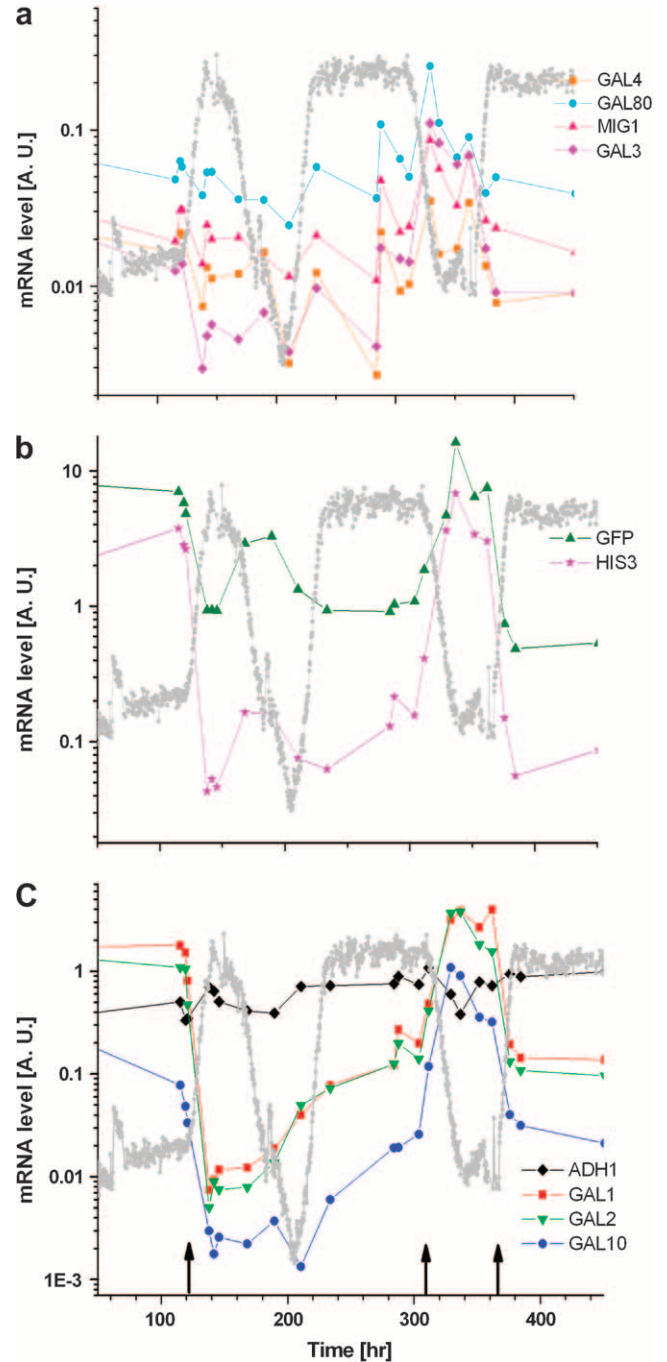 a
mRNA level [A. U.]
0.1
0.01
GAL4
GAL80
MIG1
GAL3
b
mRNA level [A. U.]
10
1
0.1
GFP
HIS3
C
mRNA level [A. U.]
1
0.1
0.01
1E-3
ADH1
GAL1
GAL2
GAL10
100 200 300 400
Time [hr]